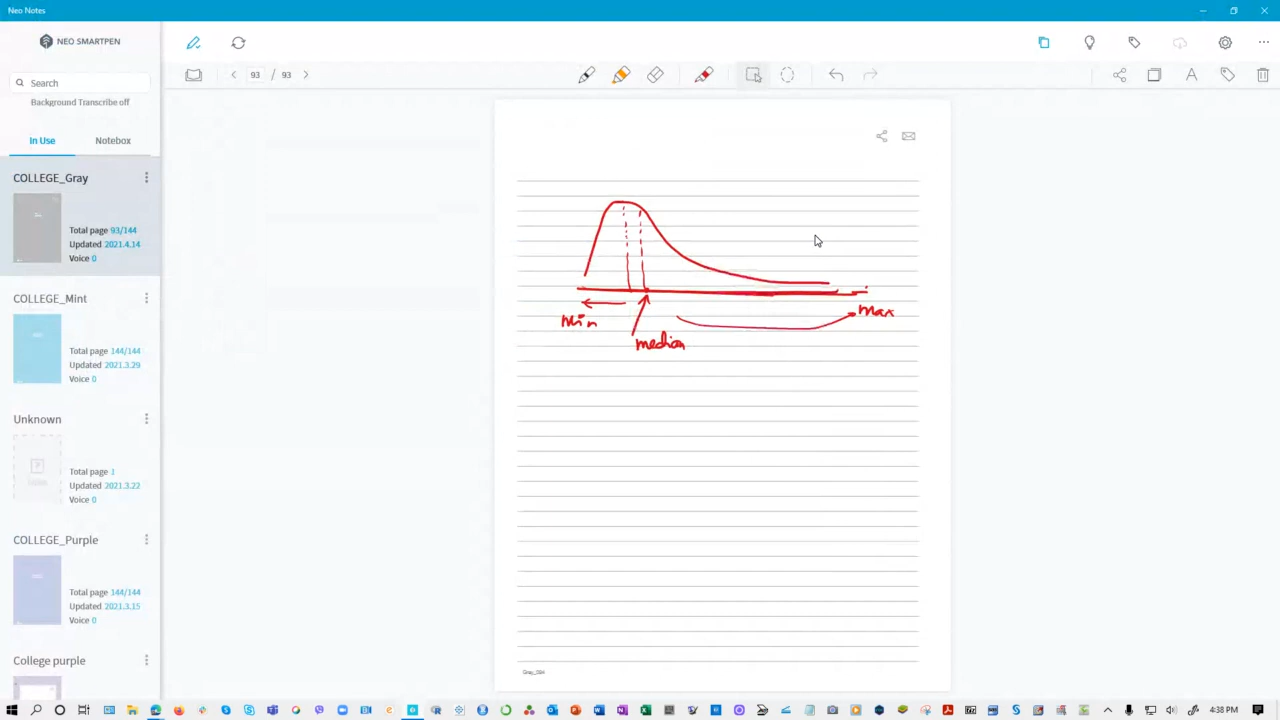 Neo Notes
NEO SMARTPEN
Search
93 / 93
Background Transcribe off
In Use Notebox
COLLEGE_Gray
Total page 93/144
Updated 2021.4.14
Voice 0
min
max
median
COLLEGE_Mint
Total page 144/144
Updated 2021.3.29
Voice 0
Unknown
Total page 1
Updated 2021.3.22
Voice 0
COLLEGE_Purple
Total page 144/144
Updated 2021.3.15
Voice 0
College purple
4:38 PM